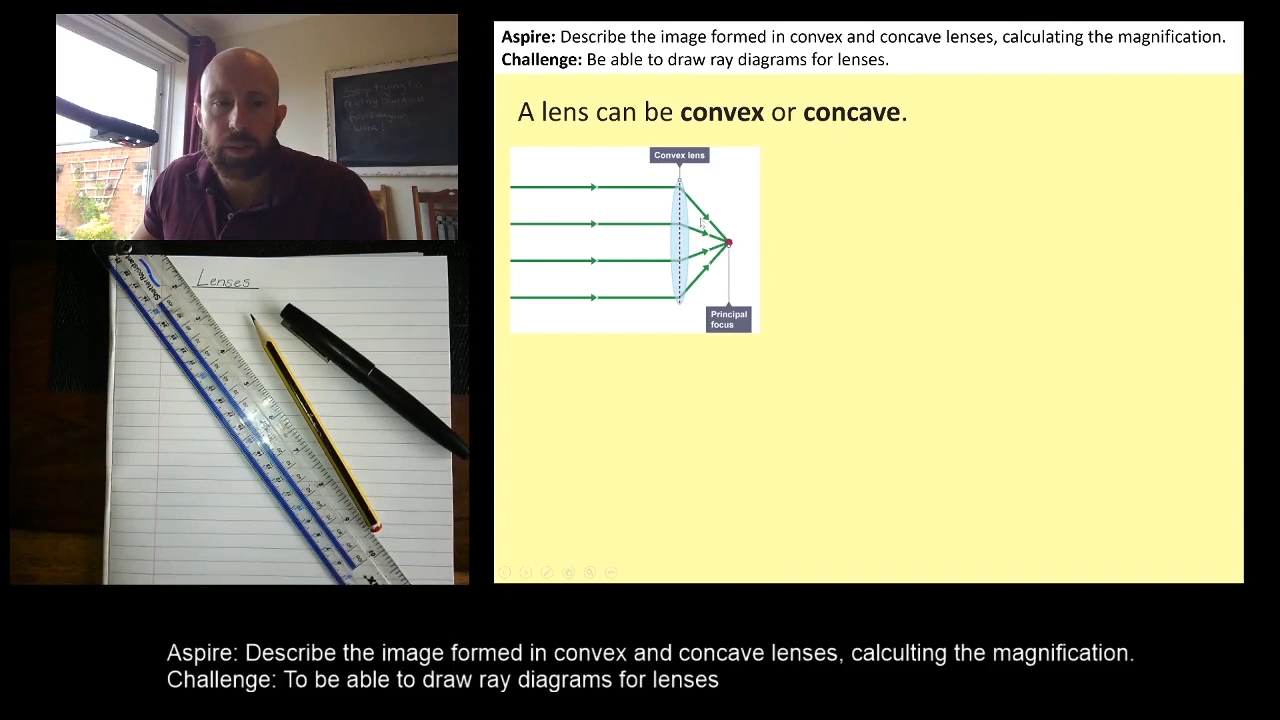 Aspire: Describe the image formed in convex and concave lenses, calculating the magnification.
Challenge: Be able to draw ray diagrams for lenses.
A lens can be convex or concave.
Convex lens
Principal
focus
Lenses
Shatter Resistant
Aspire: Describe the image formed in convex and concave lenses, calculting the magnification.
Challenge: To be able to draw ray diagrams for lenses